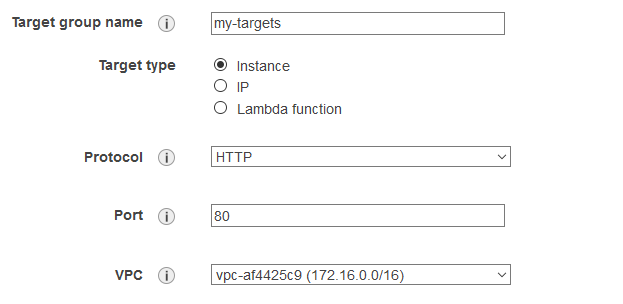 Target group name i my-targets
Target type Instance
IP
Lambda function
Protocol i HTTP
Port i 80
VPC i vpc-af4425c9 (172.16.0.0/16)